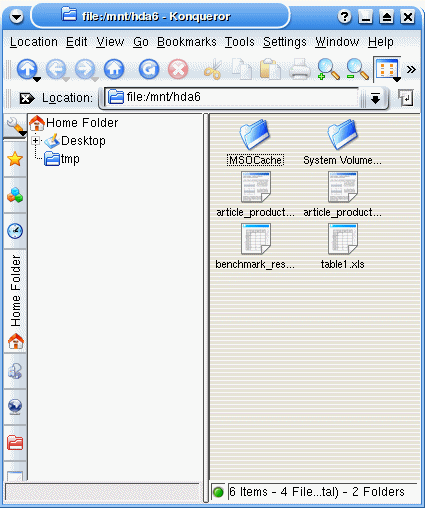 file:/mnt/hda6 - Konqueror
Location Edit View Go Bookmarks Tools Settings Window Help
Location: file:/mnt/hda6
Home Folder
Desktop
tmp
Home Folder
MSOCache System Volume...
article_product... article_product...
benchmark_res... table1.xls
6 Items - 4 File...tal) - 2 Folders